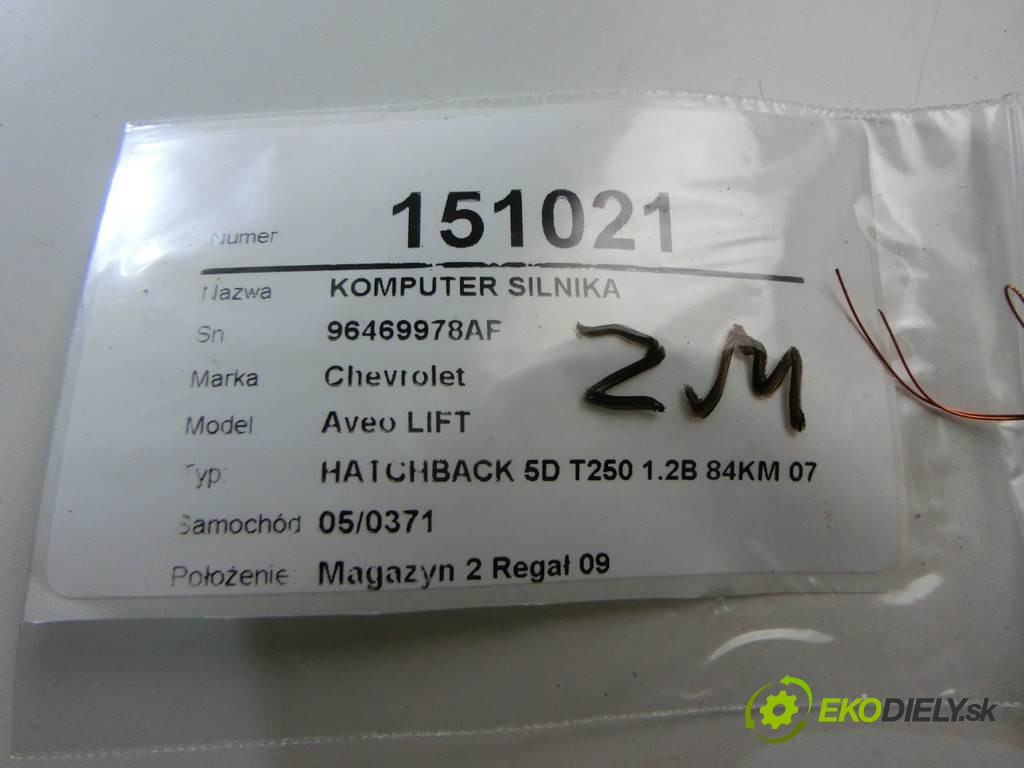 Numer 151021
Nazwa KOMPUTER SILNIKA
Sn 96469978AF
Marka Chevrolet
Model Aveo LIFT
Typ: HATCHBACK 5D T250 1.2B 84KM 07
Samochód 05/0371
Położenie: Magazyn 2 Regał 09
ZM
EKODIELY.sk